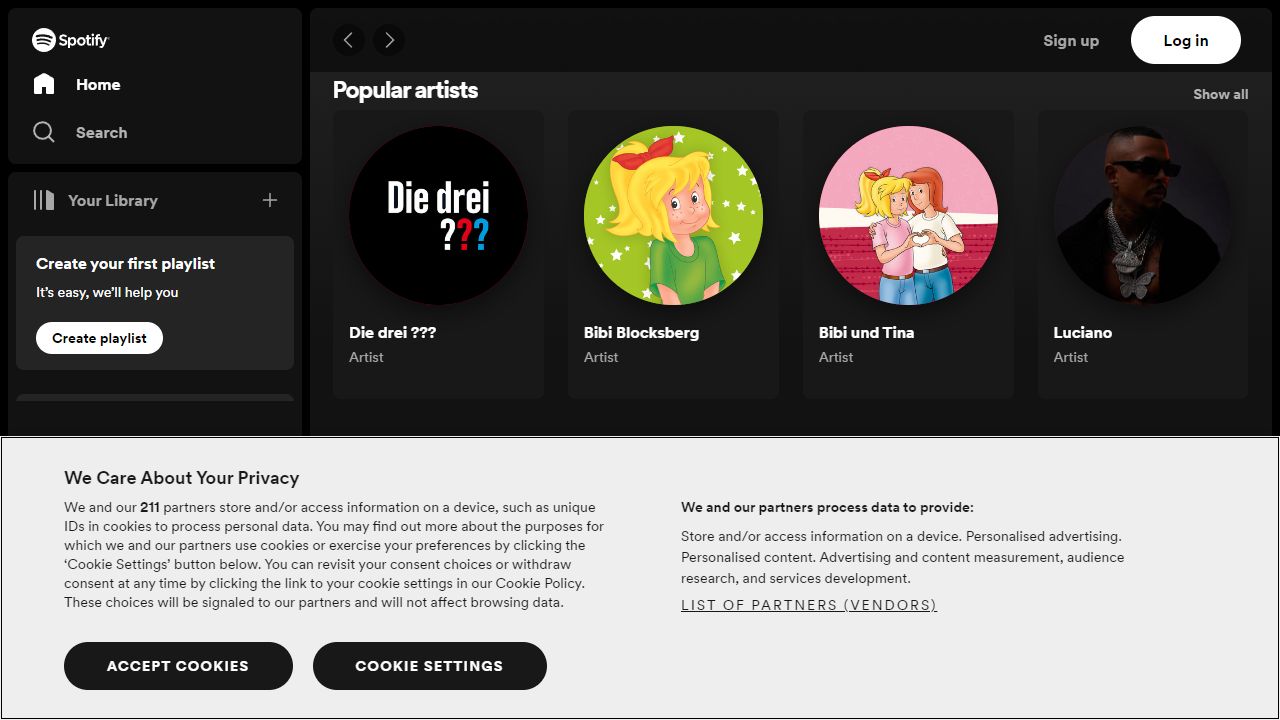 Spotify
Home
Search
Your Library
Create your first playlist
It's easy, we'll help you
Create playlist
Sign up
Log in
Popular artists
Show all
Die drei
???
Die drei ???
Artist
Bibi Blocksberg
Artist
Bibi und Tina
Artist
Luciano
Artist
We Care About Your Privacy
We and our 211 partners store and/or access information on a device, such as unique
IDs in cookies to process personal data. You may find out more about the purposes for
which we and our partners use cookies or exercise your preferences by clicking the
‘Cookie Settings’ button below. You can revisit your consent choices or withdraw
consent at any time by clicking the link to your cookie settings in our Cookie Policy.
These choices will be signaled to our partners and will not affect browsing data.
We and our partners process data to provide:
Store and/or access information on a device. Personalised advertising.
Personalised content. Advertising and content measurement, audience
research, and services development.
LIST OF PARTNERS (VENDORS)
ACCEPT COOKIES
COOKIE SETTINGS